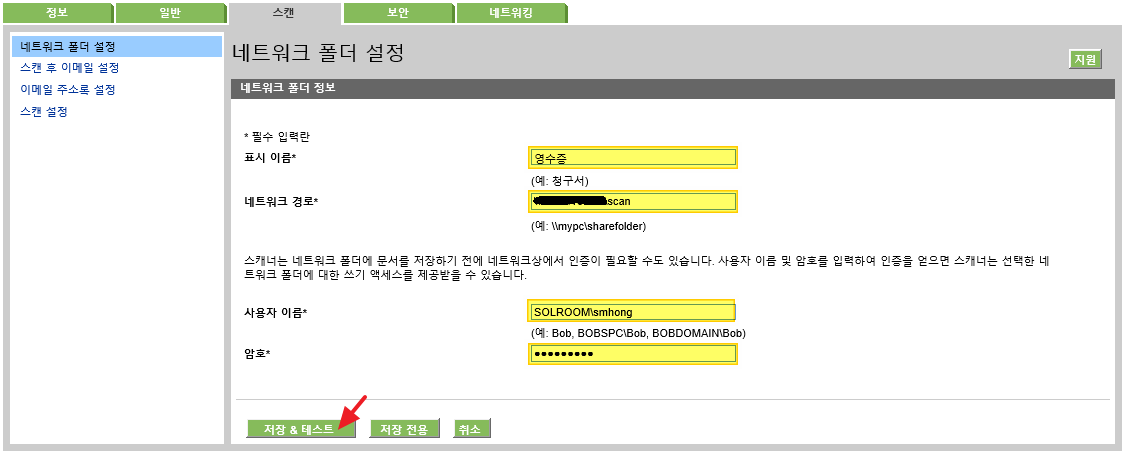 정보 일반 스캔 보안 네트워킹
네트워크 폴더 설정
스캔 후 이메일 설정
이메일 주소록 설정
스캔 설정
네트워크 폴더 설정
지원
네트워크 폴더 정보
* 필수 입력란
표시 이름* 영수증
(예: 청구서)
네트워크 경로* scan
(예: \\mypc\sharefolder)
스캐너는 네트워크 폴더에 문서를 저장하기 전에 네트워크상에서 인증이 필요할 수도 있습니다. 사용자 이름 및 암호를 입력하여 인증을 얻으면 스캐너는 선택한 네
트워크 폴더에 대한 쓰기 액세스를 제공받을 수 있습니다.
사용자 이름* SOLROOM\smhong
(예: Bob, BOBSPC\Bob, BOBDOMAIN\Bob)
암호* ●●●●●●●●●
저장 & 테스트 저장 전용 취소